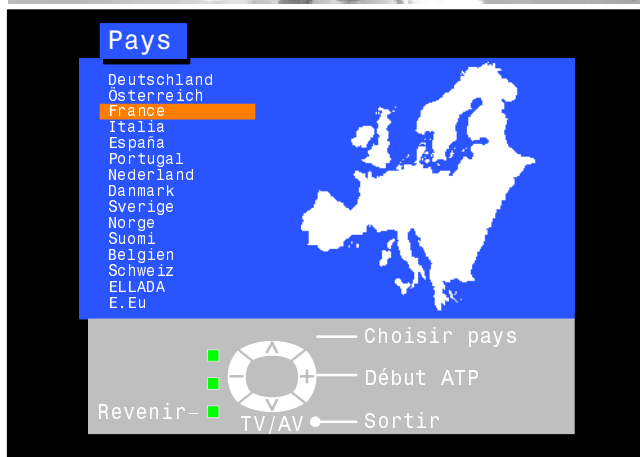 Pays
Deutschland
Österreich
France
Italia
España
Portugal
Nederland
Danmark
Sverige
Norge
Suomi
Belgien
Schweiz
ELLADA
E.Eu
Choisir pays
Début ATP
Revenir
TV/AV
Sortir